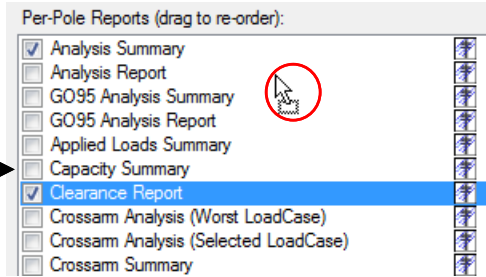 Per-Pole Reports (drag to re-order):
Analysis Summary
Analysis Report
GO95 Analysis Summary
GO95 Analysis Report
Applied Loads Summary
Capacity Summary
Clearance Report
Crossarm Analysis (Worst LoadCase)
Crossarm Analysis (Selected LoadCase)
Crossarm Summary